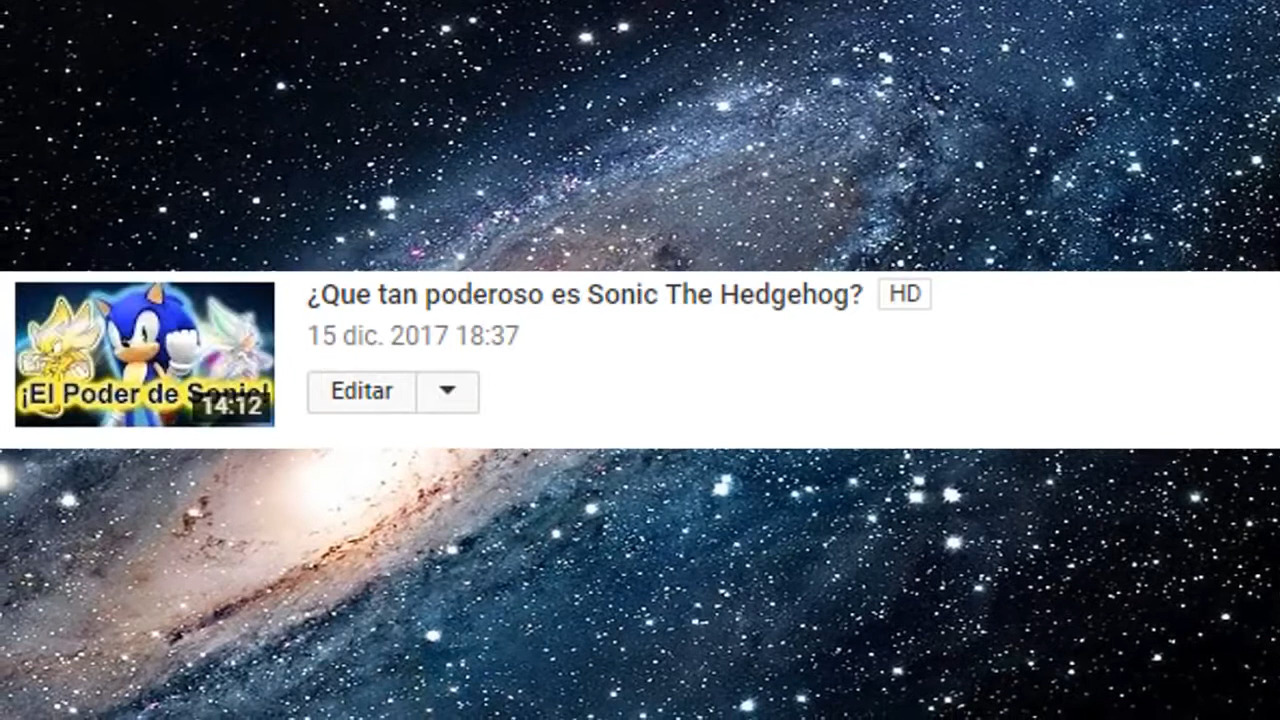 ¿Que tan poderoso es Sonic The Hedgehog? HD
15 dic. 2017 18:37
Editar
¡El Poder de Sonic!
14:12